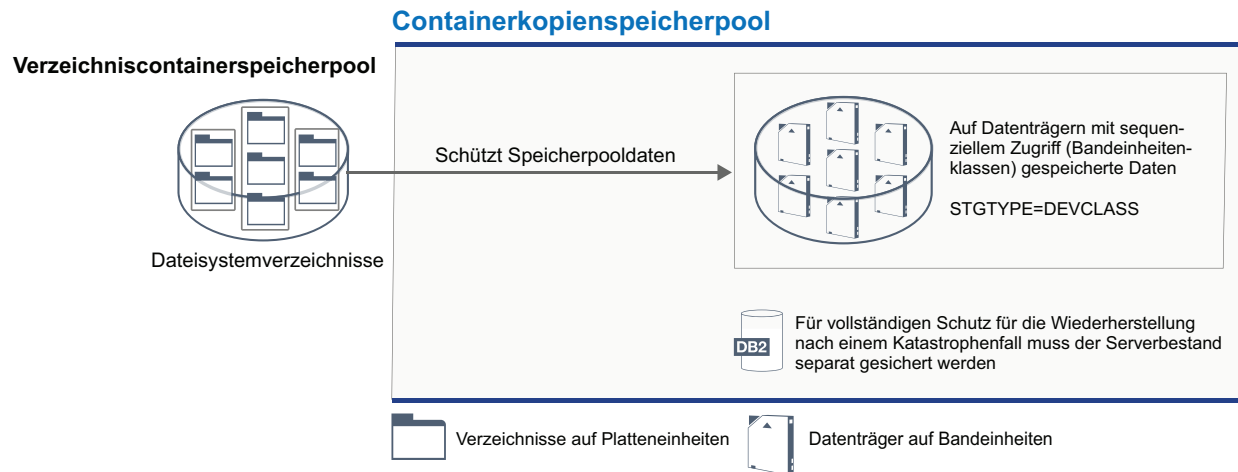 Containerkopienspeicherpool
Verzeichniscontainerspeicherpool
Schützt Speicherpooldaten
Auf Datenträgern mit sequen-
ziellem Zugriff (Bandeinheiten-
klassen) gespeicherte Daten
STGTYPE=DEVCLASS
Dateisystemverzeichnisse
DB2
Für vollständigen Schutz für die Wiederherstellung
nach einem Katastrophenfall muss der Serverbestand
separat gesichert werden
Verzeichnisse auf Platteneinheiten
Datenträger auf Bandeinheiten